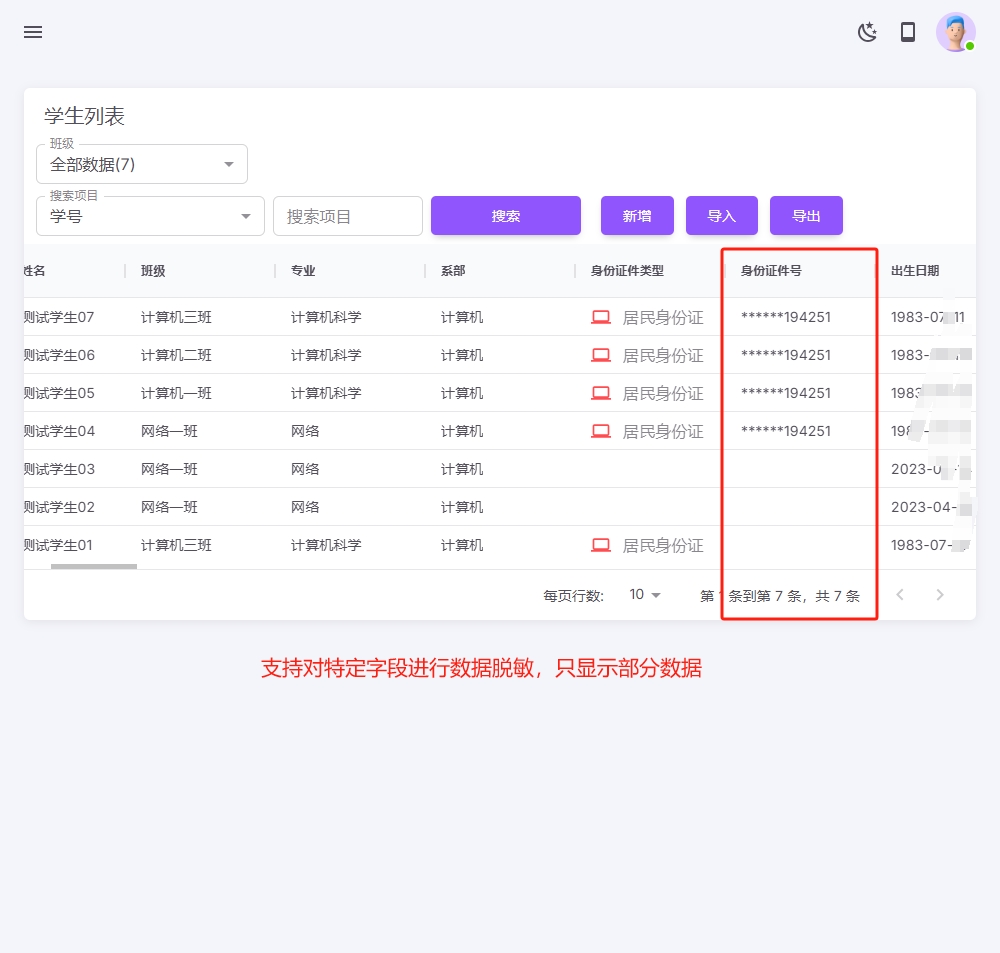 学生列表
班级
全部数据(7)
搜索项目
学号 搜索项目 搜索 新增 导入 导出
姓名 班级 专业 系部 身份证件类型 身份证件号 出生日期
测试学生07 计算机三班 计算机科学 计算机 居民身份证 ******194251 1983-07 11
测试学生06 计算机二班 计算机科学 计算机 居民身份证 ******194251 1983-
测试学生05 计算机一班 计算机科学 计算机 居民身份证 ******194251 1983
测试学生04 网络一班 网络 计算机 居民身份证 ******194251 198
测试学生03 网络一班 网络 计算机 2023-0
测试学生02 网络一班 网络 计算机 2023-04-
测试学生01 计算机三班 计算机科学 计算机 居民身份证 1983-07-
每页行数: 10 第 1 条到第 7 条，共 7 条
支持对特定字段进行数据脱敏，只显示部分数据